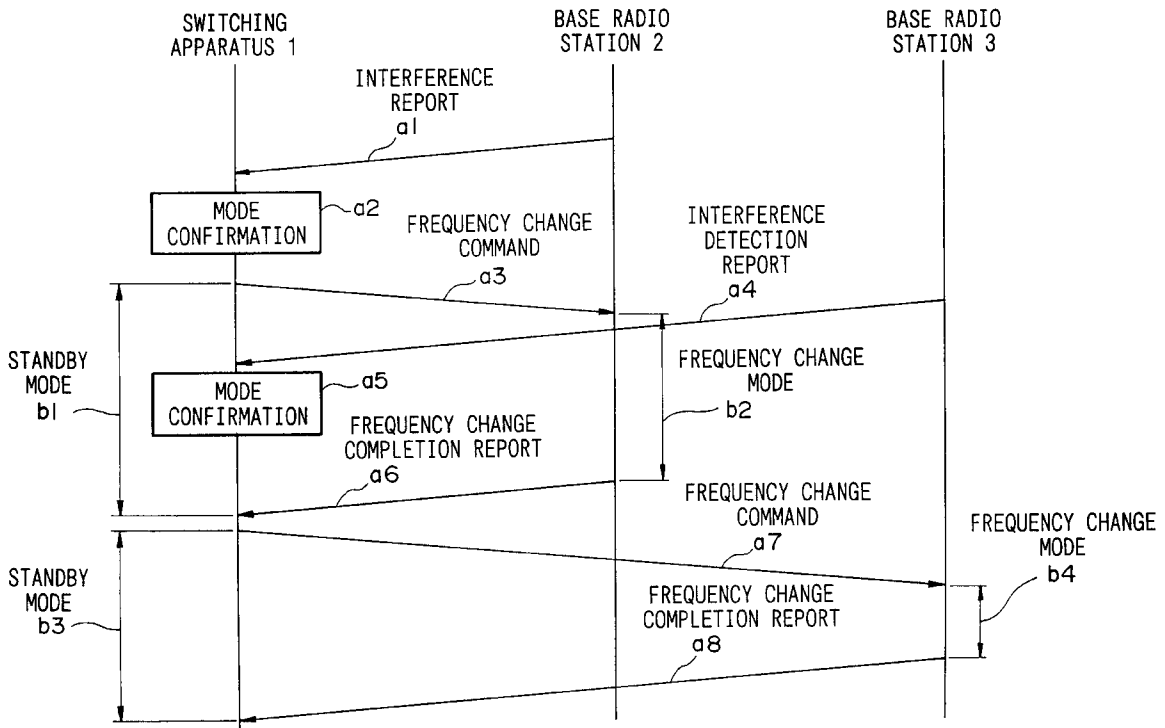 SWITCHING
APPARATUS 1
BASE RADIO
STATION 2
BASE RADIO
STATION 3
INTERFERENCE
REPORT
a1
MODE
CONFIRMATION
a2
FREQUENCY CHANGE
COMMAND
a3
INTERFERENCE
DETECTION
REPORT
a4
STANDBY
MODE
b1
MODE
CONFIRMATION
a5
FREQUENCY CHANGE
MODE
b2
FREQUENCY CHANGE
COMPLETION REPORT
a6
FREQUENCY CHANGE
COMMAND
a7
FREQUENCY CHANGE
MODE
b4
STANDBY
MODE
b3
FREQUENCY CHANGE
COMPLETION REPORT
a8